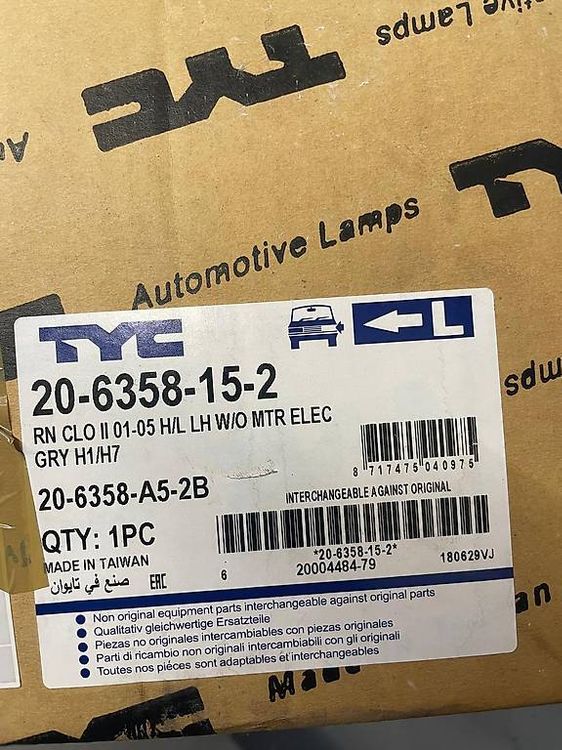 Automotive Lamps
TYC
Automotive Lamps
TYC
L
20-6358-15-2
RN CLO II 01-05 H/L LH W/O MTR ELEC
GRY H1/H7
8 717475 040975
20-6358-A5-2B
INTERCHANGEABLE AGAINST ORIGINAL
QTY: 1PC
*20-6358-15-2*
MADE IN TAIWAN
صنع في تايوان EAC
6 20004484-79 180629VJ
Non original equipment parts interchangeable against original parts
Qualitativ gleichwertige Ersatzteile
Piezas no originales intercambiables con piezas originales
Parti di ricambio non originali intercambiabili con gli originali
Toutes nos piéces sont adaptables et interchangeables